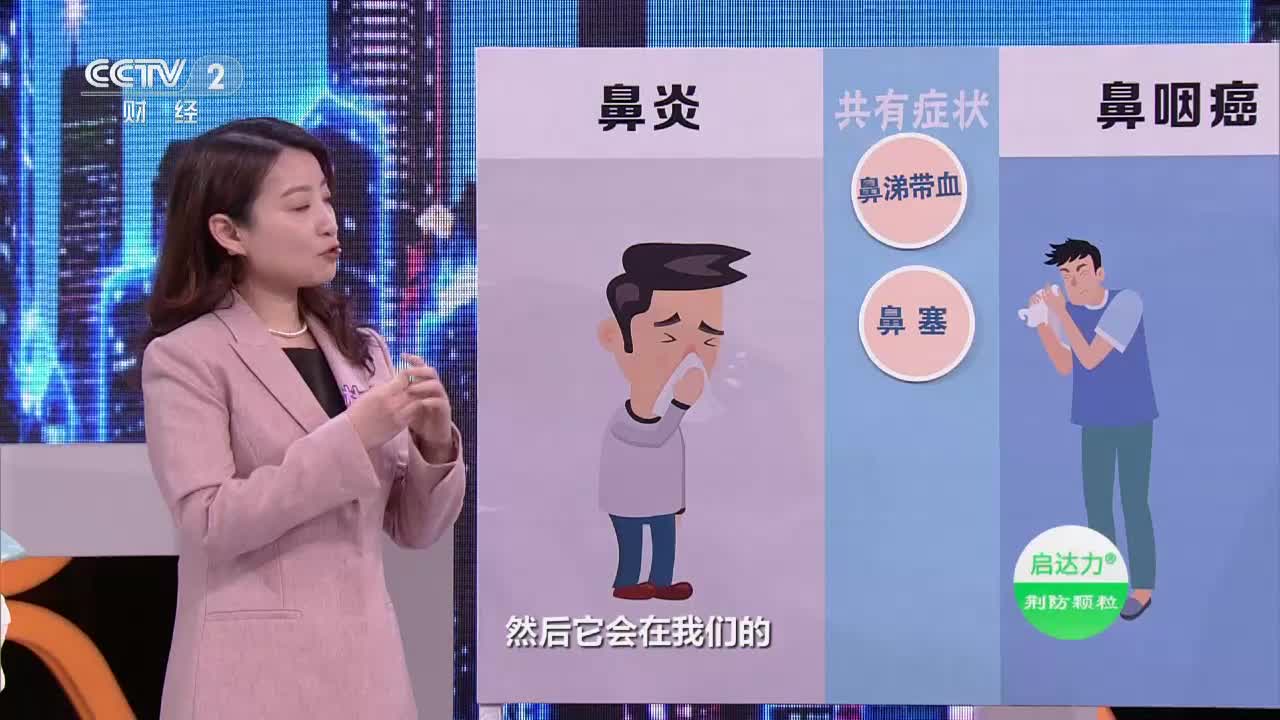 CCTV 2
财 经
鼻炎
共有症状
鼻咽癌
鼻涕带血
鼻 塞
启达力®
荆防颗粒
然后它会在我们的